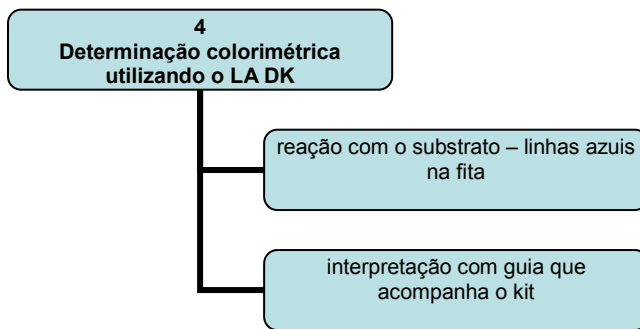 4
Determinação colorimétrica
utilizando o LA DK
reação com o substrato – linhas azuis
na fita
interpretação com guia que
acompanha o kit